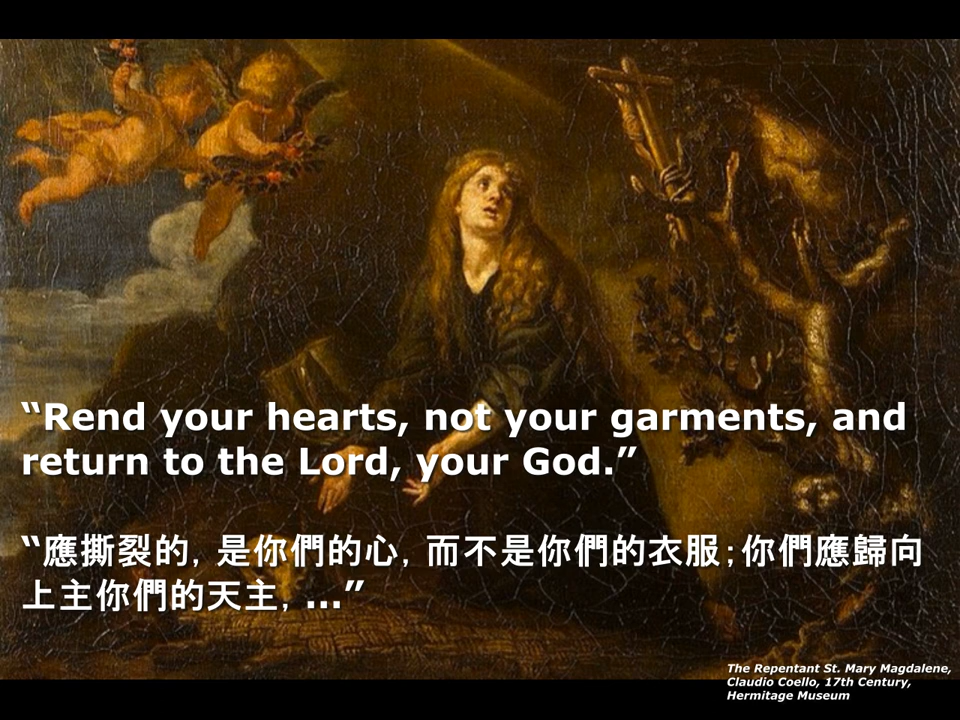 “Rend your hearts, not your garments, and
return to the Lord, your God.”
“應撕裂的，是你們的心，而不是你們的衣服；你們應歸向
上主你們的天主，…”
The Repentant St. Mary Magdalene,
Claudio Coello, 17th Century,
Hermitage Museum